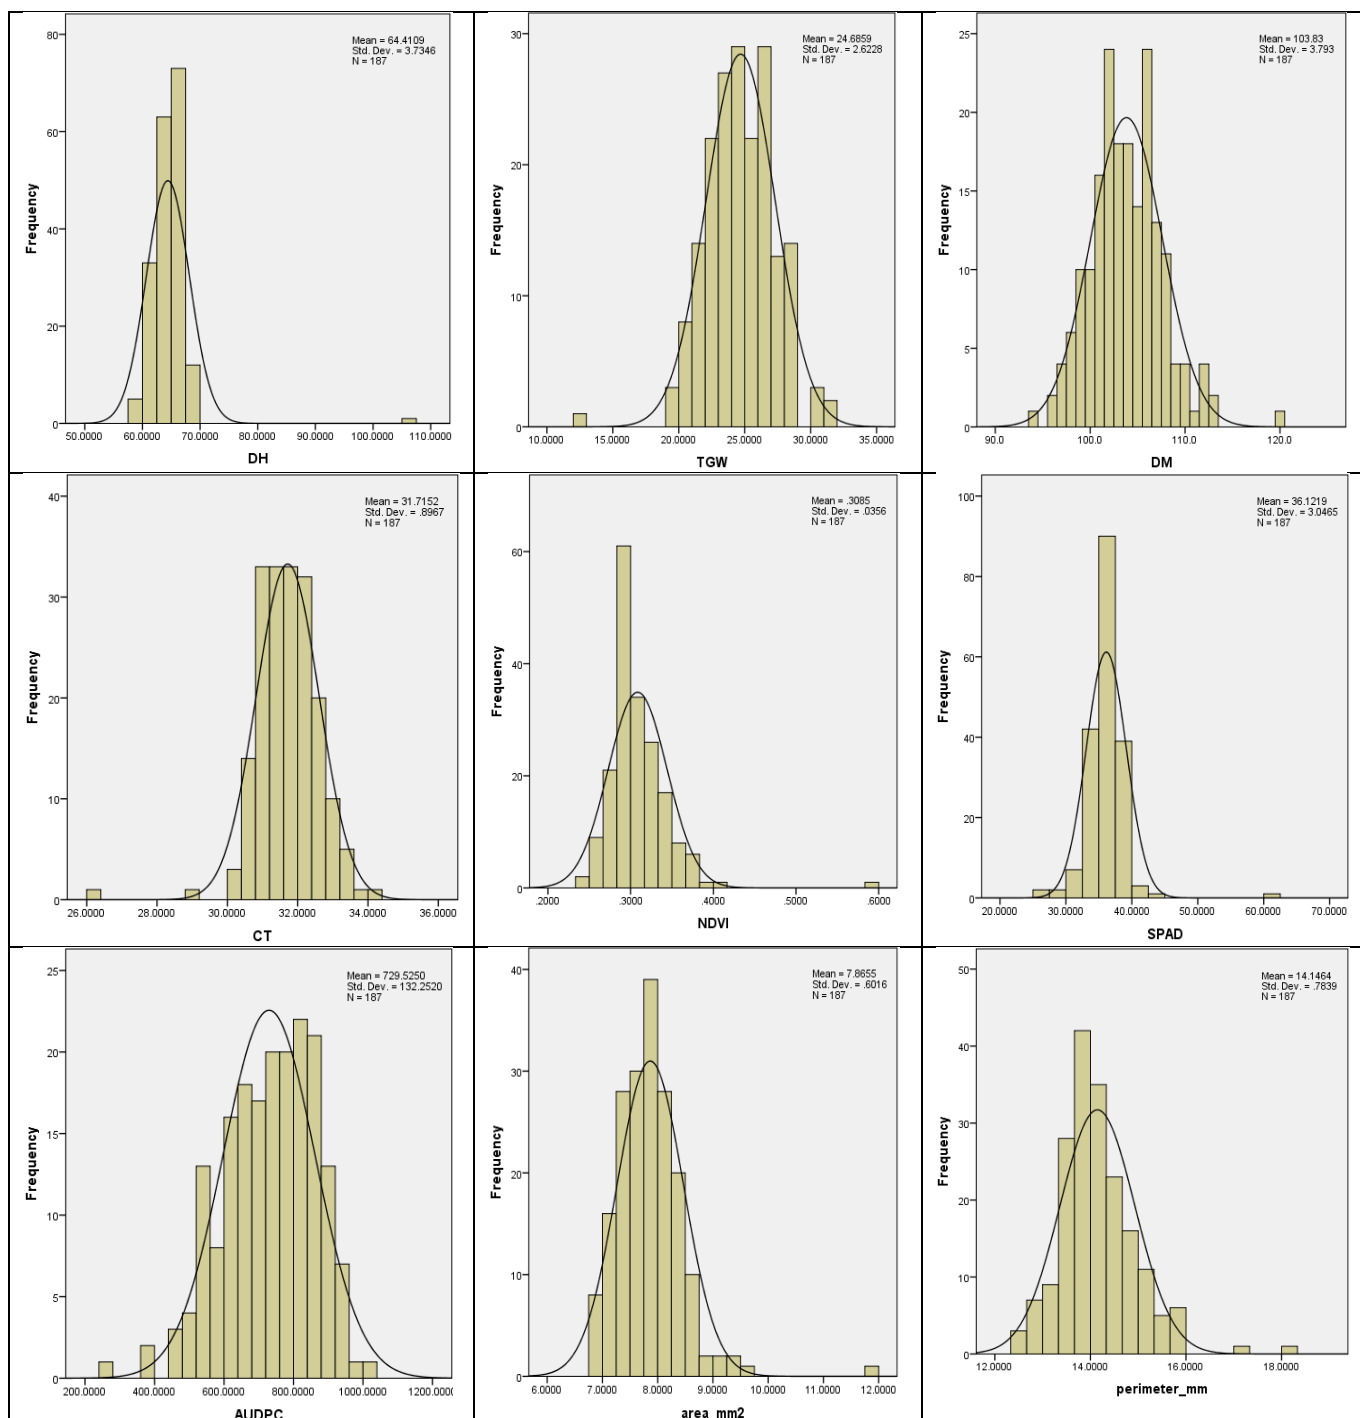 Mean = 64.4109
Std. Dev. = 3.7346
N = 187
80
60
40
20
0
Frequency
50.0000 60.0000 70.0000 80.0000 90.0000 100.0000 110.0000
DH
Mean = 24.6859
Std. Dev. = 2.6228
N = 187
30
20
10
0
Frequency
10.0000 15.0000 20.0000 25.0000 30.0000 35.0000
TGW
Mean = 103.83
Std. Dev. = 3.793
N = 187
25
20
15
10
5
0
Frequency
90.0 100.0 110.0 120.0
DM
Mean = 31.7152
Std. Dev. = .8967
N = 187
40
30
20
10
0
Frequency
26.0000 28.0000 30.0000 32.0000 34.0000 36.0000
CT
Mean = .3085
Std. Dev. = .0356
N = 187
60
40
20
0
Frequency
.2000 .3000 .4000 .5000 .6000
NDVI
Mean = 36.1219
Std. Dev. = 3.0465
N = 187
100
80
60
40
20
0
Frequency
20.0000 30.0000 40.0000 50.0000 60.0000 70.0000
SPAD
Mean = 729.5250
Std. Dev. = 132.2520
N = 187
25
20
15
10
5
0
Frequency
200.0000 400.0000 600.0000 800.0000 1000.0000 1200.0000
AUDPC
Mean = 7.8655
Std. Dev. = .6016
N = 187
40
30
20
10
0
Frequency
6.0000 7.0000 8.0000 9.0000 10.0000 11.0000 12.0000
area_mm2
Mean = 14.1464
Std. Dev. = .7839
N = 187
50
40
30
20
10
0
Frequency
12.0000 14.0000 16.0000 18.0000
perimeter_mm